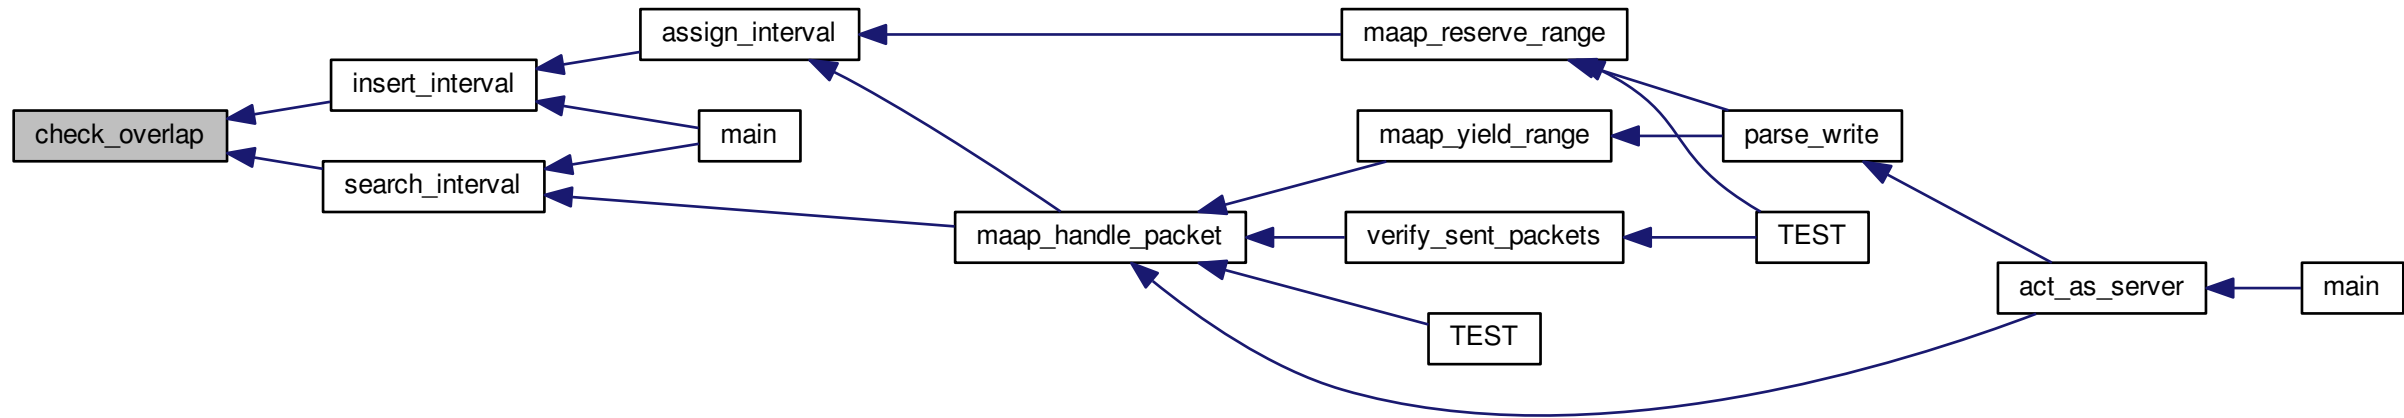 assign_interval
maap_reserve_range
insert_interval
check_overlap
main
maap_yield_range
parse_write
search_interval
maap_handle_packet
verify_sent_packets
TEST
act_as_server
main
TEST